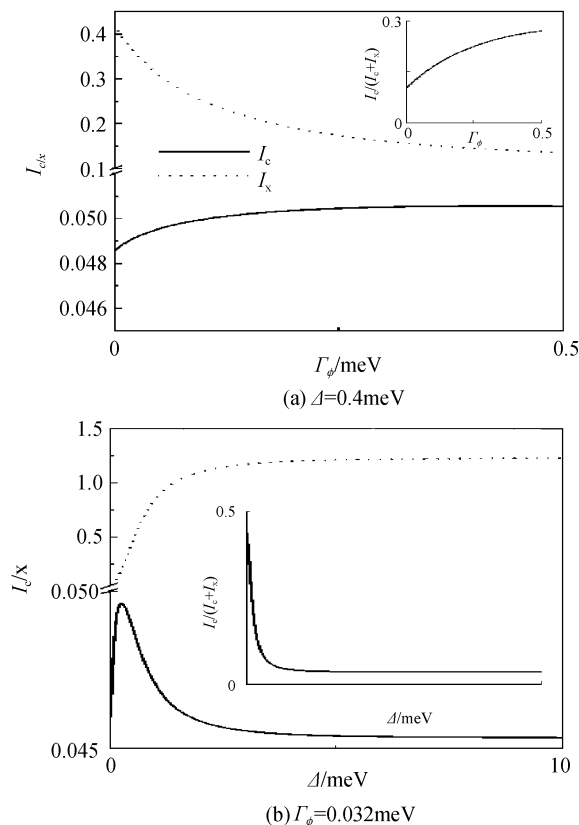 0.4
0.3
0.2
0.1
0.050
0.048
0.046
I_{c/x}
I_c
I_x
0.3
0
I_c/(I_c+I_x)
0
Γ_ϕ
0.5
0
0.5
Γ_ϕ/meV
(a) Δ=0.4meV
1.5
1.0
0.5
0.050
0.045
I_c/x
0.5
0
I_c/(I_c+I_x)
Δ/meV
0
10
Δ/meV
(b) Γ_ϕ=0.032meV